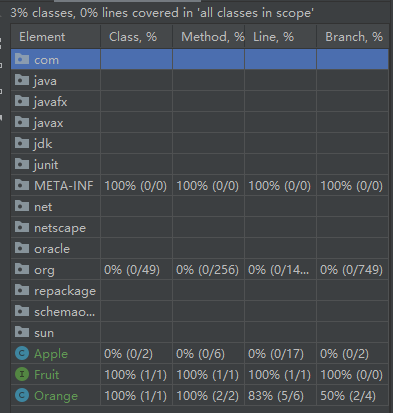 3% classes, 0% lines covered in 'all classes in scope'
Element Class, % Method, % Line, % Branch, %
com
java
javafx
javax
jdk
junit
META-INF 100% (0/0) 100% (0/0) 100% (0/0) 100% (0/0)
net
netscape
oracle
org 0% (0/49) 0% (0/256) 0% (0/14... 0% (0/749)
repackage
schemao...
sun
Apple 0% (0/2) 0% (0/6) 0% (0/17) 0% (0/2)
Fruit 100% (1/1) 100% (1/1) 100% (1/1) 100% (0/0)
Orange 100% (1/1) 100% (2/2) 83% (5/6) 50% (2/4)